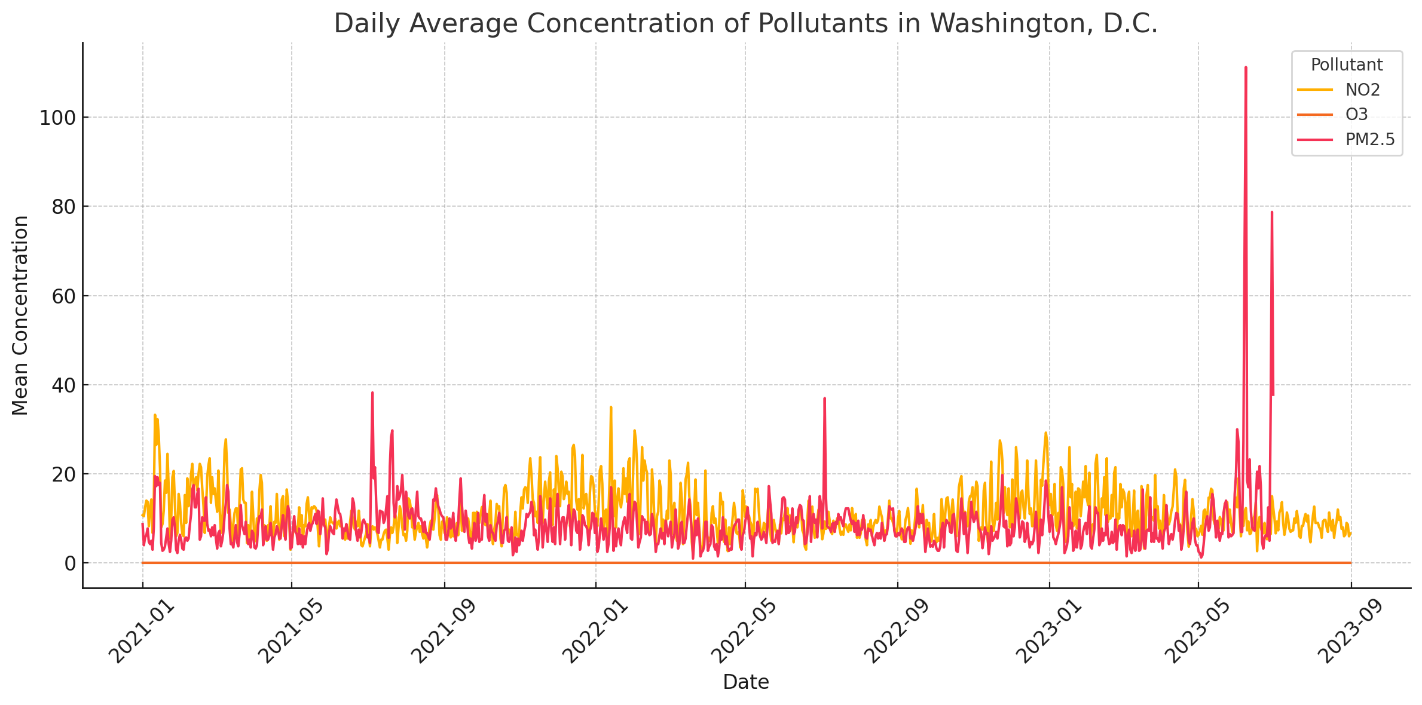 Daily Average Concentration of Pollutants in Washington, D.C.
Pollutant
NO2
O3
PM2.5
Mean Concentration
100
80
60
40
20
0
2021-01
2021-05
2021-09
2022-01
2022-05
2022-09
2023-01
2023-05
2023-09
Date